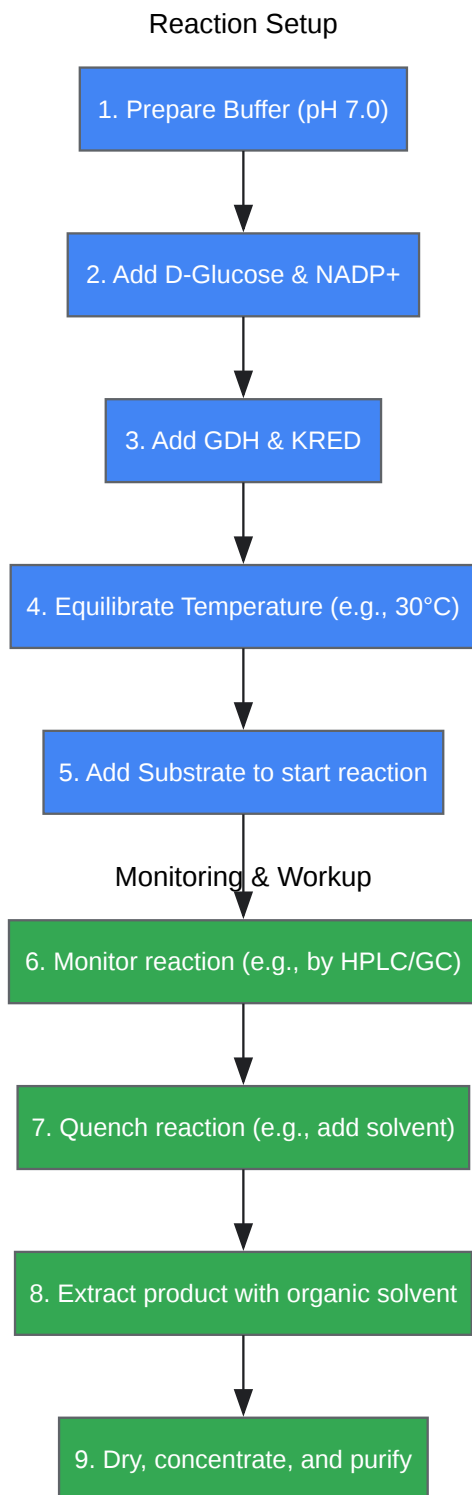 Reaction Setup
1. Prepare Buffer (pH 7.0)
2. Add D-Glucose & NADP+
3. Add GDH & KRED
4. Equilibrate Temperature (e.g., 30°C)
5. Add Substrate to start reaction
Monitoring & Workup
6. Monitor reaction (e.g., by HPLC/GC)
7. Quench reaction (e.g., add solvent)
8. Extract product with organic solvent
9. Dry, concentrate, and purify